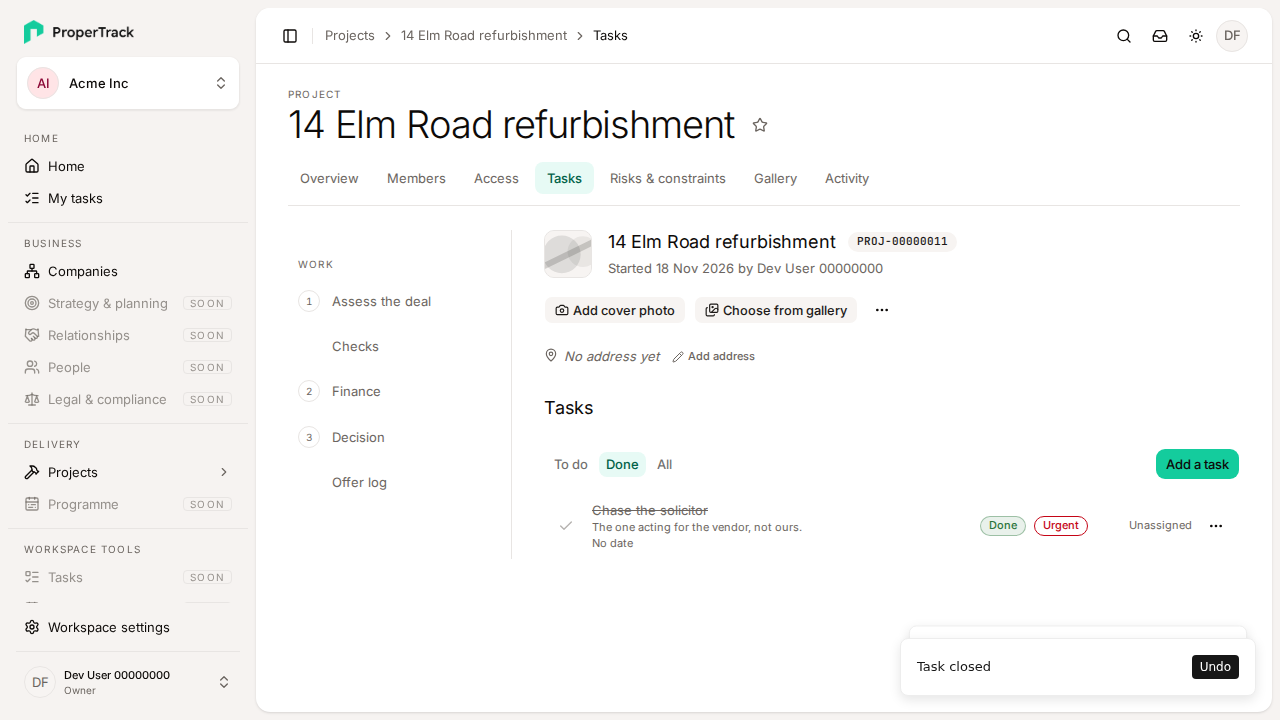 ProperTrack
AI Acme Inc
HOME
Home
My tasks
BUSINESS
Companies
Strategy & planning SOON
Relationships SOON
People SOON
Legal & compliance SOON
DELIVERY
Projects
Programme SOON
WORKSPACE TOOLS
Tasks SOON
Workspace settings
DF Dev User 00000000
Owner
Projects 14 Elm Road refurbishment Tasks DF
PROJECT
14 Elm Road refurbishment
Overview Members Access Tasks Risks & constraints Gallery Activity
WORK
1 Assess the deal
Checks
2 Finance
3 Decision
Offer log
14 Elm Road refurbishment PROJ-00000011
Started 18 Nov 2026 by Dev User 00000000
Add cover photo Choose from gallery
No address yet Add address
Tasks
To do Done All Add a task
Chase the solicitor
The one acting for the vendor, not ours.
No date
Done Urgent Unassigned
Task closed Undo